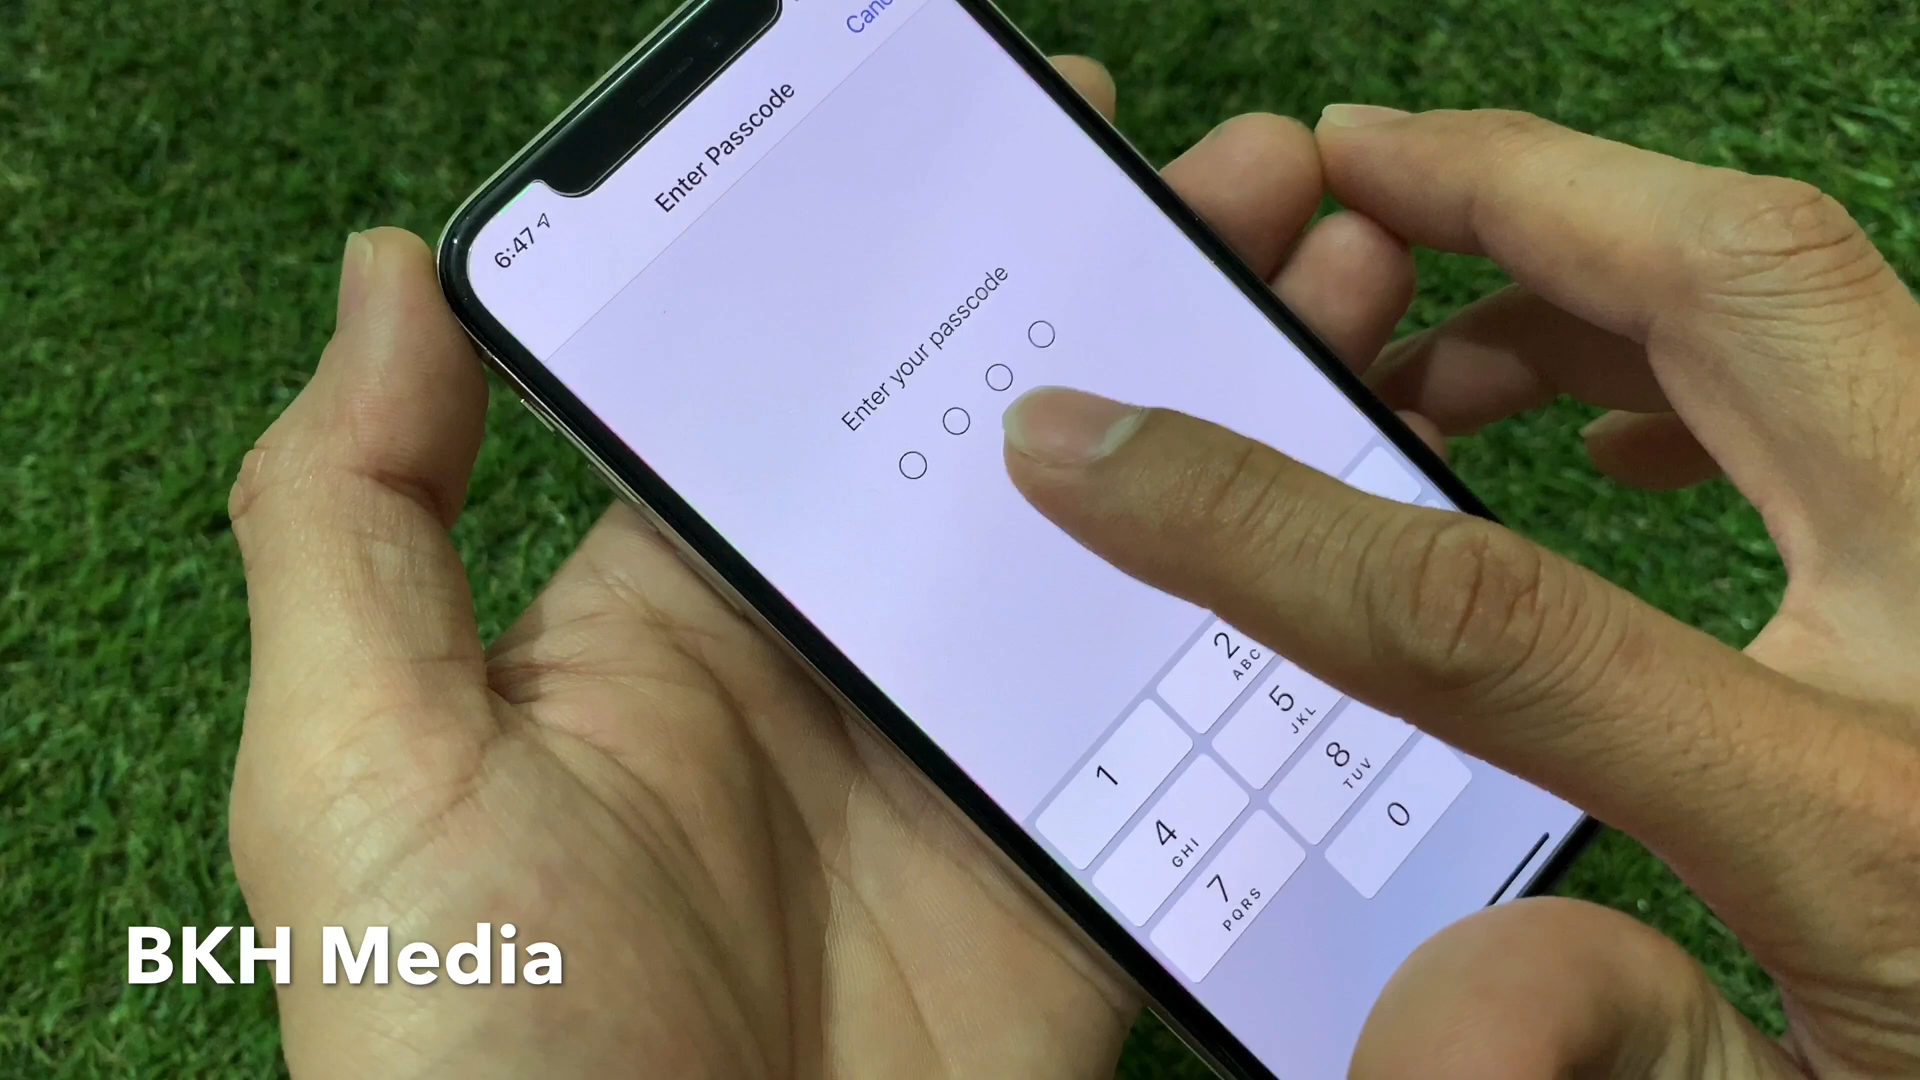 Canc
6:47
Enter Passcode
Enter your passcode
1
2
ABC
4
GHI
5
JKL
7
PQRS
8
TUV
0
BKH Media